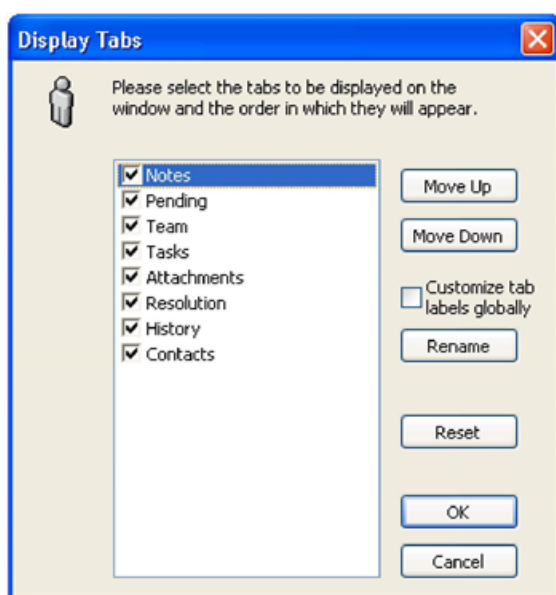 Display Tabs
Please select the tabs to be displayed on the
window and the order in which they will appear.
Notes
Pending
Team
Tasks
Attachments
Resolution
History
Contacts
Move Up
Move Down
Customize tab
labels globally
Rename
Reset
OK
Cancel